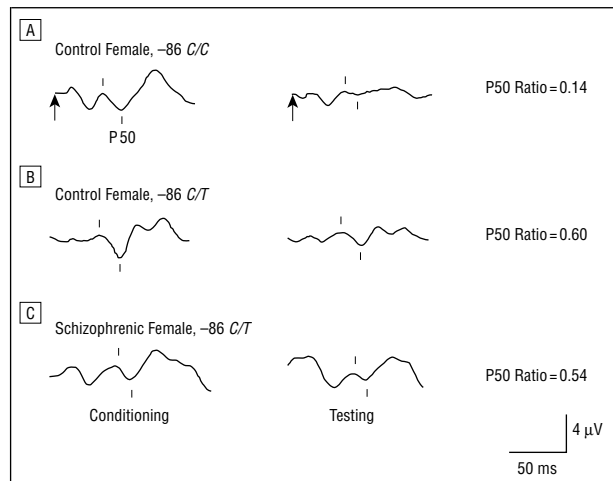 A
Control Female, –86 C/C
P50
P50 Ratio = 0.14
B
Control Female, –86 C/T
P50 Ratio = 0.60
C
Schizophrenic Female, –86 C/T
P50 Ratio = 0.54
Conditioning Testing
4 μV
50 ms